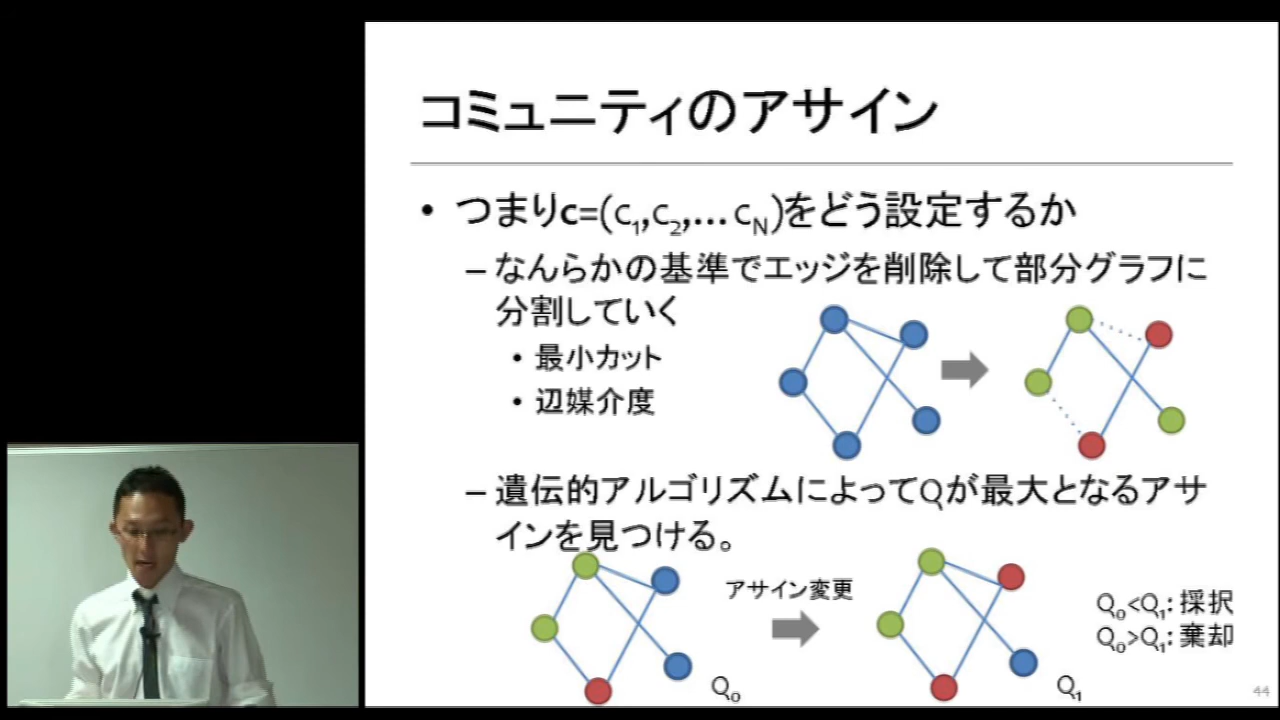 コミュニティのアサイン
• つまりc=(c1,c2,…cN)をどう設定するか
– なんらかの基準でエッジを削除して部分グラフに
分割していく
• 最小カット
• 辺媒介度
– 遺伝的アルゴリズムによってQが最大となるアサ
インを見つける。
アサイン変更
Q0<Q1: 採択
Q0>Q1: 棄却
Q0
Q1
44